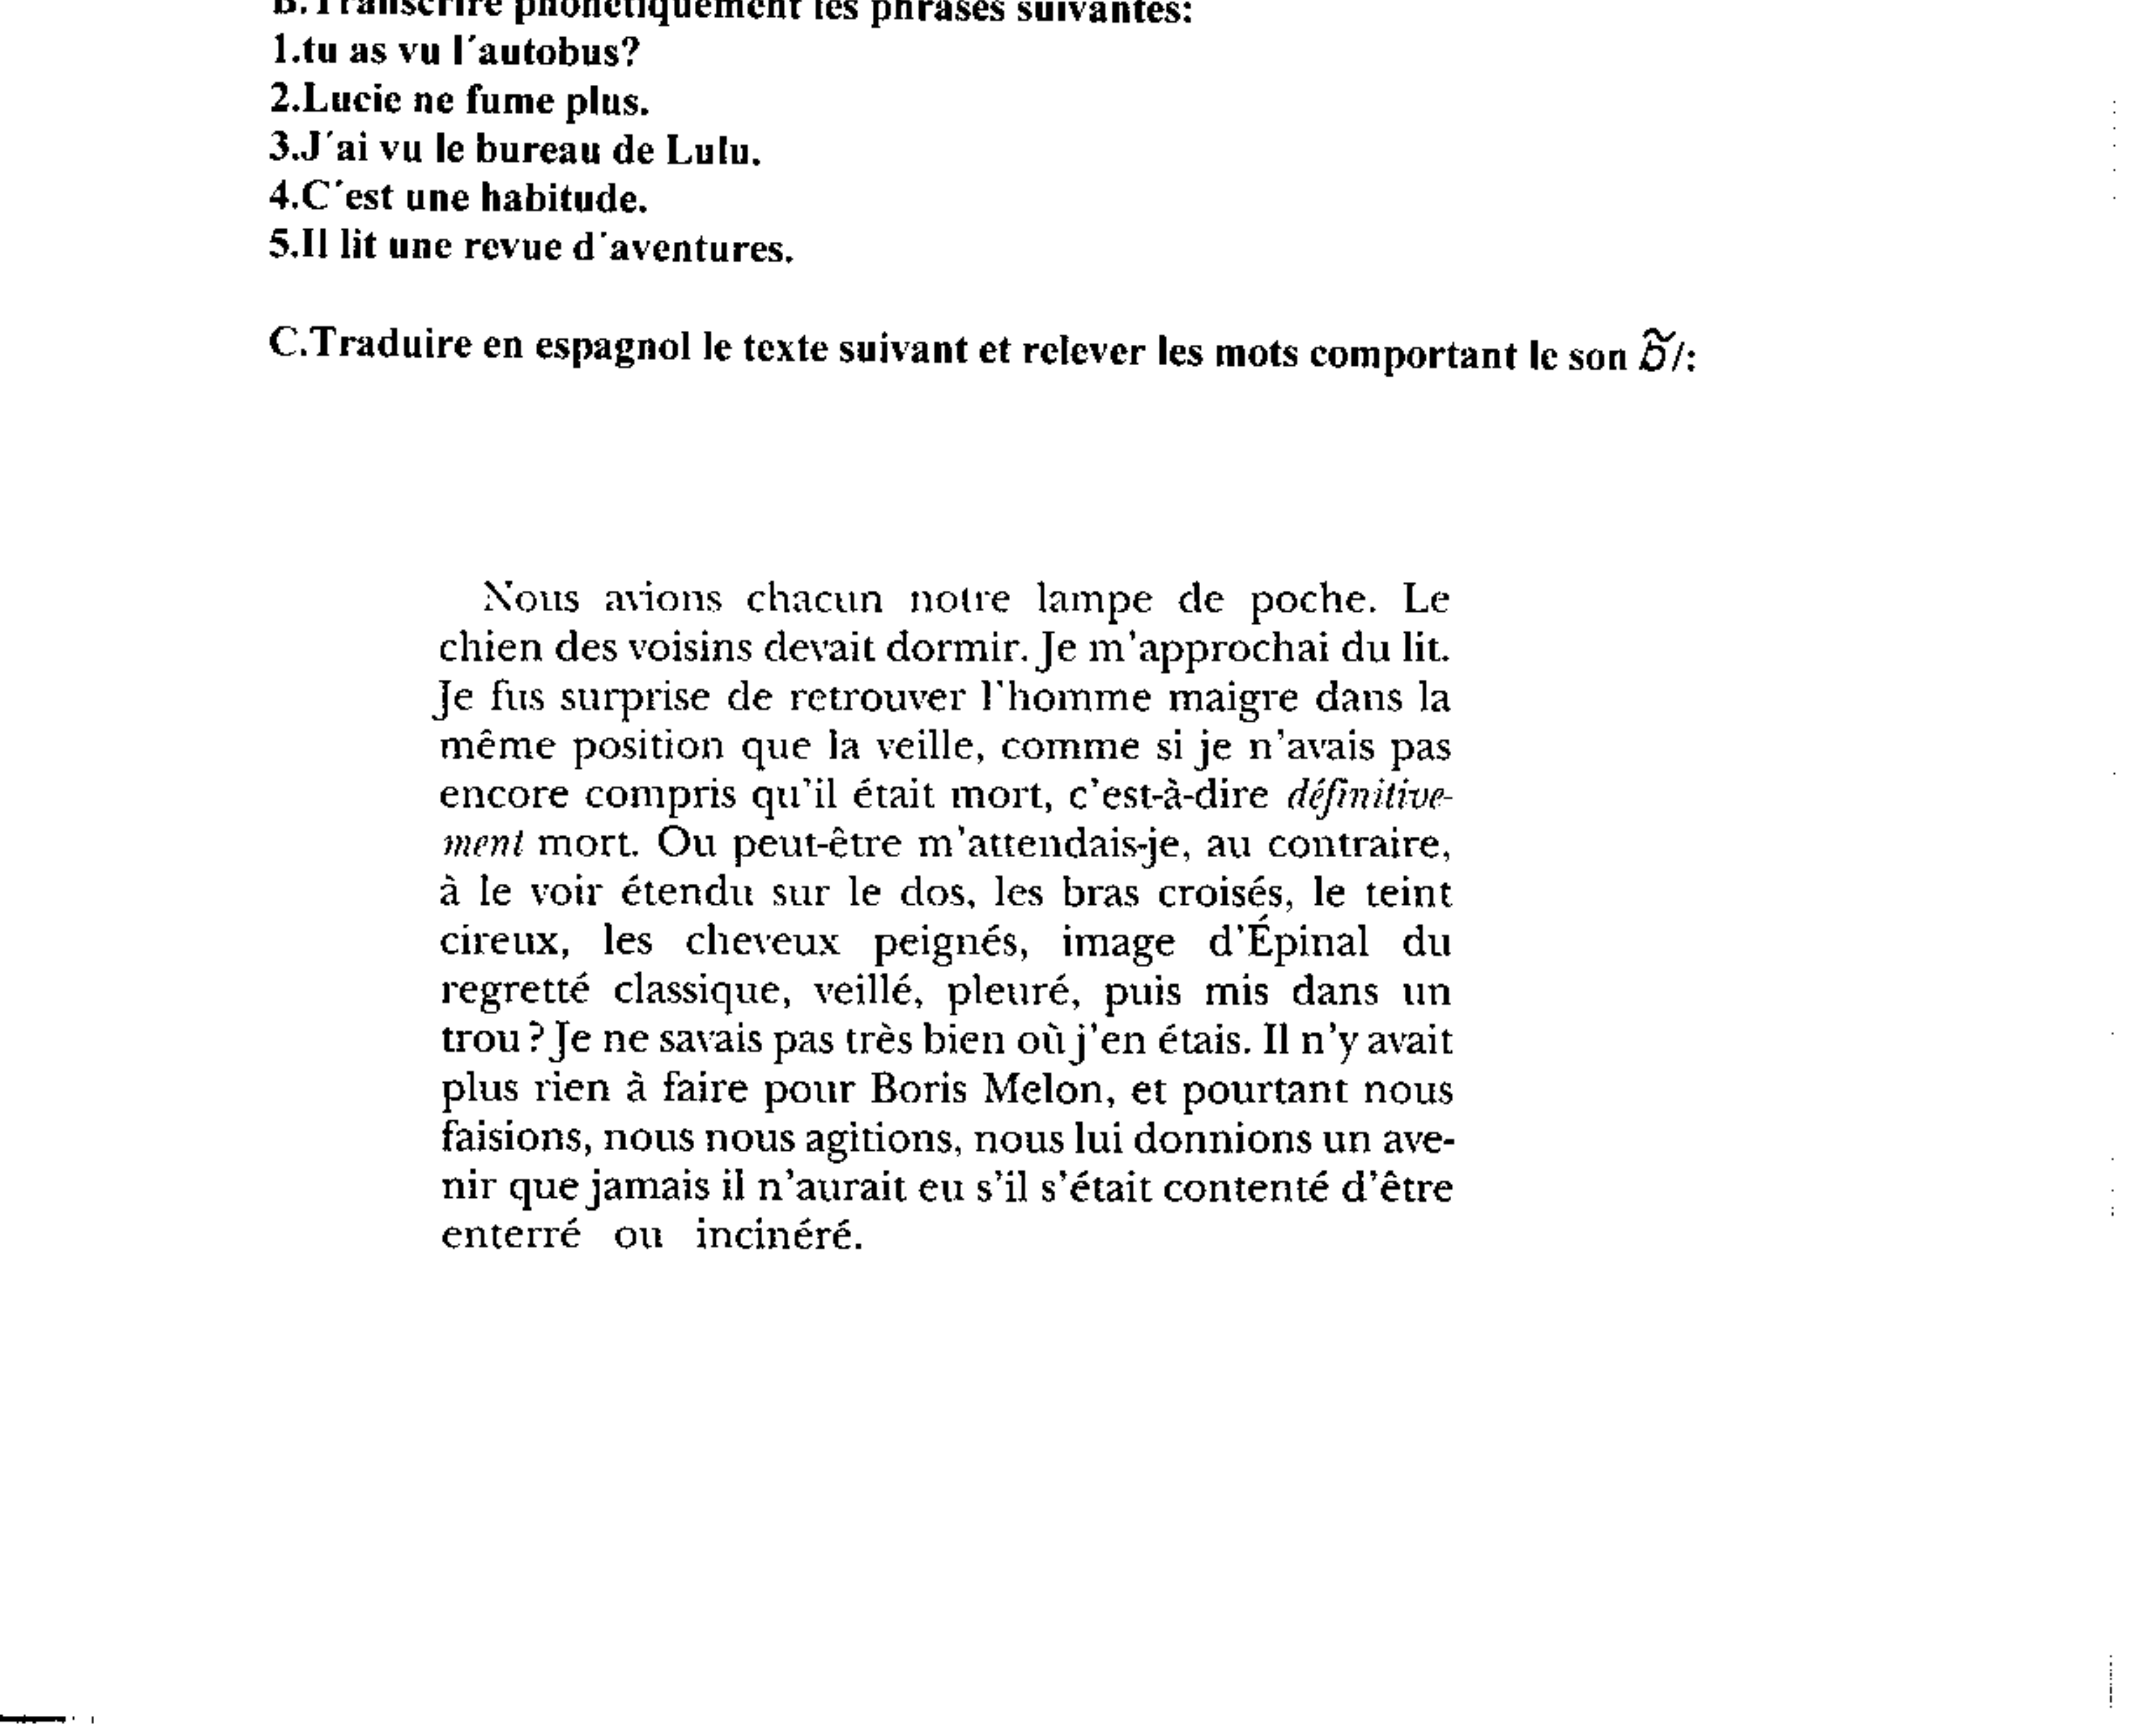 B.Transcrire phonétiquement les phrases suivantes:
1.tu as vu l´autobus?
2.Lucie ne fume plus.
3.J´ai vu le bureau de Lulu.
4.C´est une habitude.
5.Il lit une revue d´aventures.
C.Traduire en espagnol le texte suivant et relever les mots comportant le son ɔ̃/:
Nous avions chacun notre lampe de poche. Le
chien des voisins devait dormir. Je m'approchai du lit.
Je fus surprise de retrouver l'homme maigre dans la
même position que la veille, comme si je n'avais pas
encore compris qu'il était mort, c'est-à-dire définitive-
ment mort. Ou peut-être m'attendais-je, au contraire,
à le voir étendu sur le dos, les bras croisés, le teint
cireux, les cheveux peignés, image d'Épinal du
regretté classique, veillé, pleuré, puis mis dans un
trou ? Je ne savais pas très bien où j'en étais. Il n'y avait
plus rien à faire pour Boris Melon, et pourtant nous
faisions, nous nous agitions, nous lui donnions un ave-
nir que jamais il n'aurait eu s'il s'était contenté d'être
enterré ou incinéré.